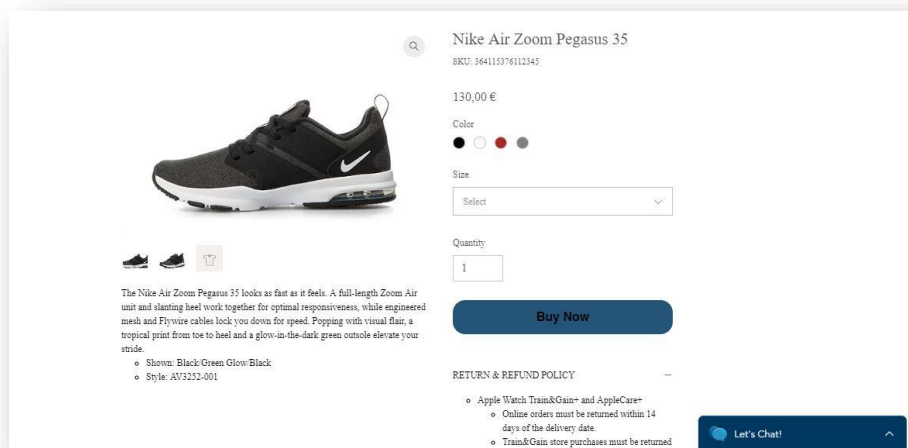 Nike Air Zoom Pegasus 35
SKU: 364115376112345
130,00 €
Color
Size
Select
Quantity
1
Buy Now
The Nike Air Zoom Pegasus 35 looks as fast as it feels. A full-length Zoom Air
unit and slanting heel work together for optimal responsiveness, while engineered
mesh and Flywire cables lock you down for speed. Popping with visual flair, a
tropical print from toe to heel and a glow-in-the-dark green outsole elevate your
stride.
Shown: Black/Green Glow/Black
Style: AV3252-001
RETURN & REFUND POLICY
Apple Watch Train&Gain+ and AppleCare+
Online orders must be returned within 14
days of the delivery date.
Train&Gain store purchases must be returned
Let's Chat!